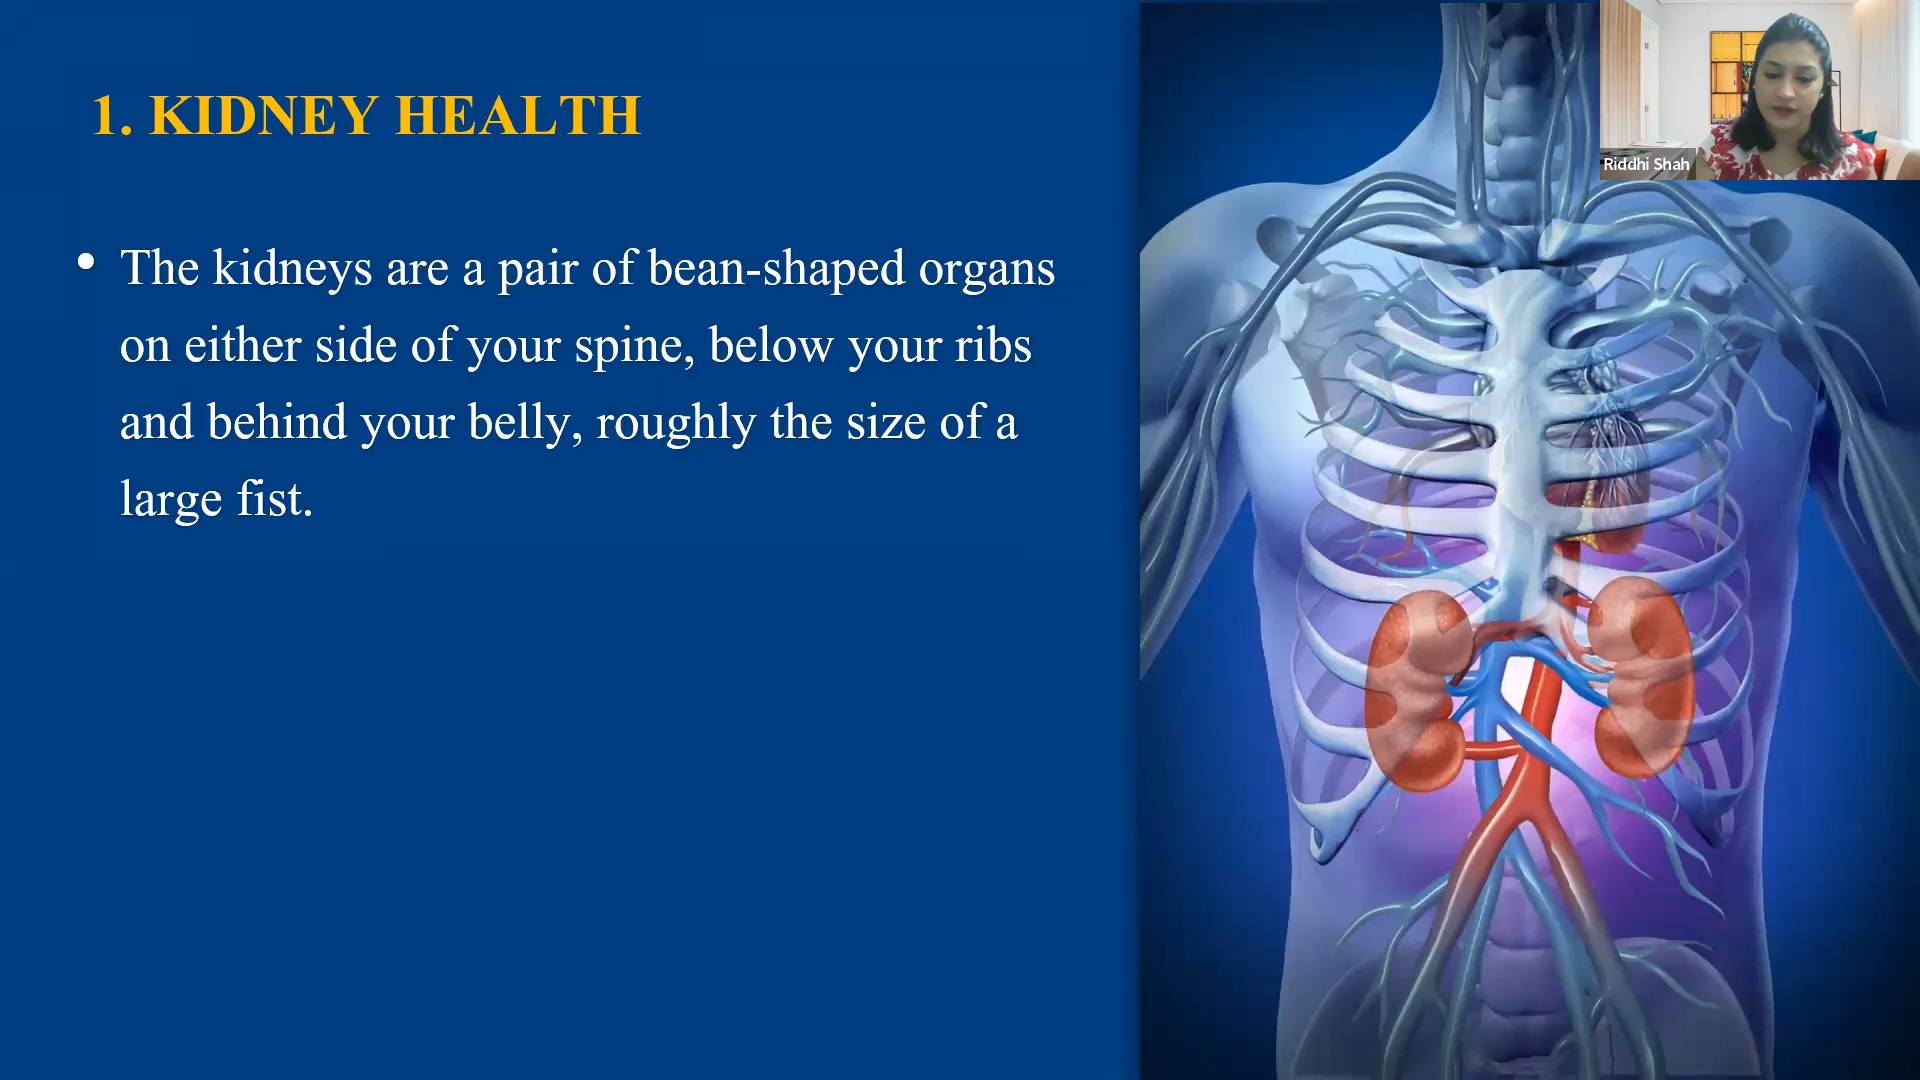 1. KIDNEY HEALTH
• The kidneys are a pair of bean-shaped organs
on either side of your spine, below your ribs
and behind your belly, roughly the size of a
large fist.
Riddhi Shah